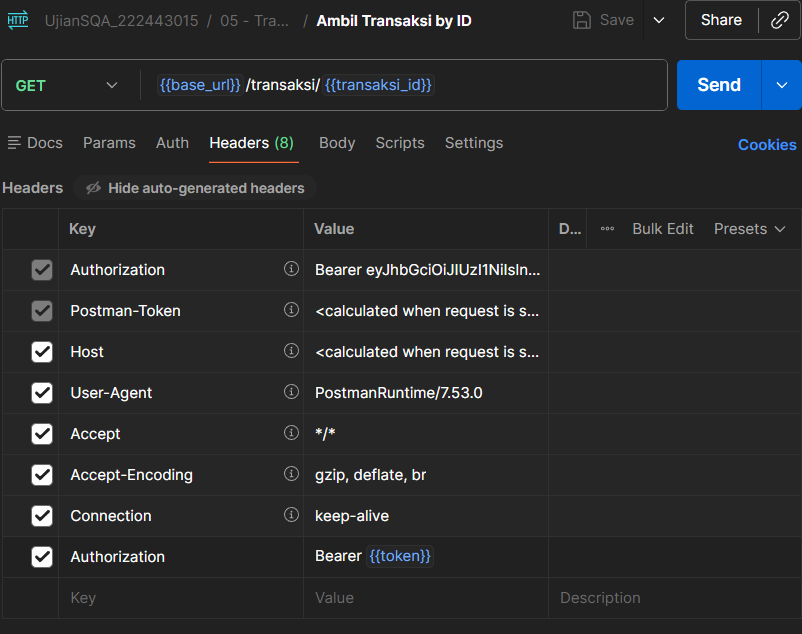 HTTP UjianSQA_222443015 / 05 - Tra... / Ambil Transaksi by ID Save Share
GET {{base_url}} /transaksi/ {{transaksi_id}} Send
Docs Params Auth Headers (8) Body Scripts Settings Cookies
Headers Hide auto-generated headers
Key Value D... Bulk Edit Presets
Authorization Bearer eyJhbGciOiJIUzI1NiIsIn...
Postman-Token <calculated when request is s...
Host <calculated when request is s...
User-Agent PostmanRuntime/7.53.0
Accept */*
Accept-Encoding gzip, deflate, br
Connection keep-alive
Authorization Bearer {{token}}
Key Value Description